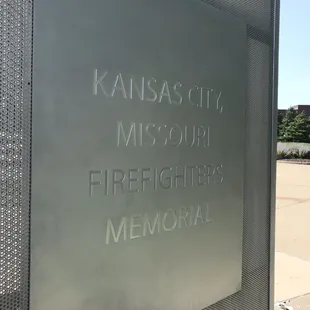 KANSAS CITY,
MISSOURI
FIREFIGHTERS
MEMORIAL